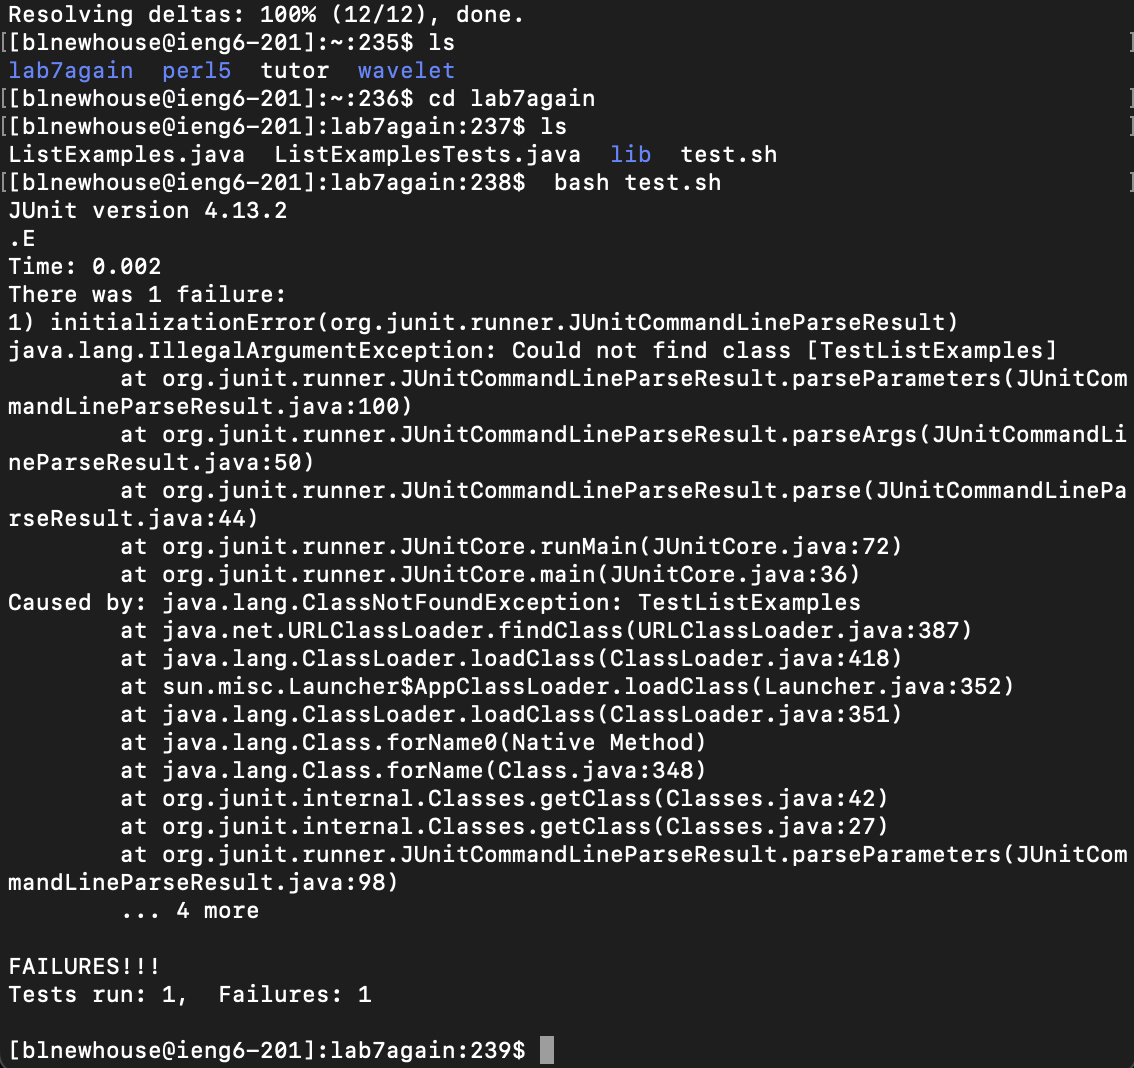 Resolving deltas: 100% (12/12), done.
[[blnewhouse@ieng6-201]:~:235$ ls ]
lab7again  perl5  tutor  wavelet
[[blnewhouse@ieng6-201]:~:236$ cd lab7again ]
[[blnewhouse@ieng6-201]:lab7again:237$ ls ]
ListExamples.java  ListExamplesTests.java  lib  test.sh
[[blnewhouse@ieng6-201]:lab7again:238$  bash test.sh ]
JUnit version 4.13.2
.E
Time: 0.002
There was 1 failure:
1) initializationError(org.junit.runner.JUnitCommandLineParseResult)
java.lang.IllegalArgumentException: Could not find class [TestListExamples]
        at org.junit.runner.JUnitCommandLineParseResult.parseParameters(JUnitCom
mandLineParseResult.java:100)
        at org.junit.runner.JUnitCommandLineParseResult.parseArgs(JUnitCommandLi
neParseResult.java:50)
        at org.junit.runner.JUnitCommandLineParseResult.parse(JUnitCommandLinePa
rseResult.java:44)
        at org.junit.runner.JUnitCore.runMain(JUnitCore.java:72)
        at org.junit.runner.JUnitCore.main(JUnitCore.java:36)
Caused by: java.lang.ClassNotFoundException: TestListExamples
        at java.net.URLClassLoader.findClass(URLClassLoader.java:387)
        at java.lang.ClassLoader.loadClass(ClassLoader.java:418)
        at sun.misc.Launcher$AppClassLoader.loadClass(Launcher.java:352)
        at java.lang.ClassLoader.loadClass(ClassLoader.java:351)
        at java.lang.Class.forName0(Native Method)
        at java.lang.Class.forName(Class.java:348)
        at org.junit.internal.Classes.getClass(Classes.java:42)
        at org.junit.internal.Classes.getClass(Classes.java:27)
        at org.junit.runner.JUnitCommandLineParseResult.parseParameters(JUnitCom
mandLineParseResult.java:98)
        ... 4 more
FAILURES!!!
Tests run: 1,  Failures: 1
[blnewhouse@ieng6-201]:lab7again:239$